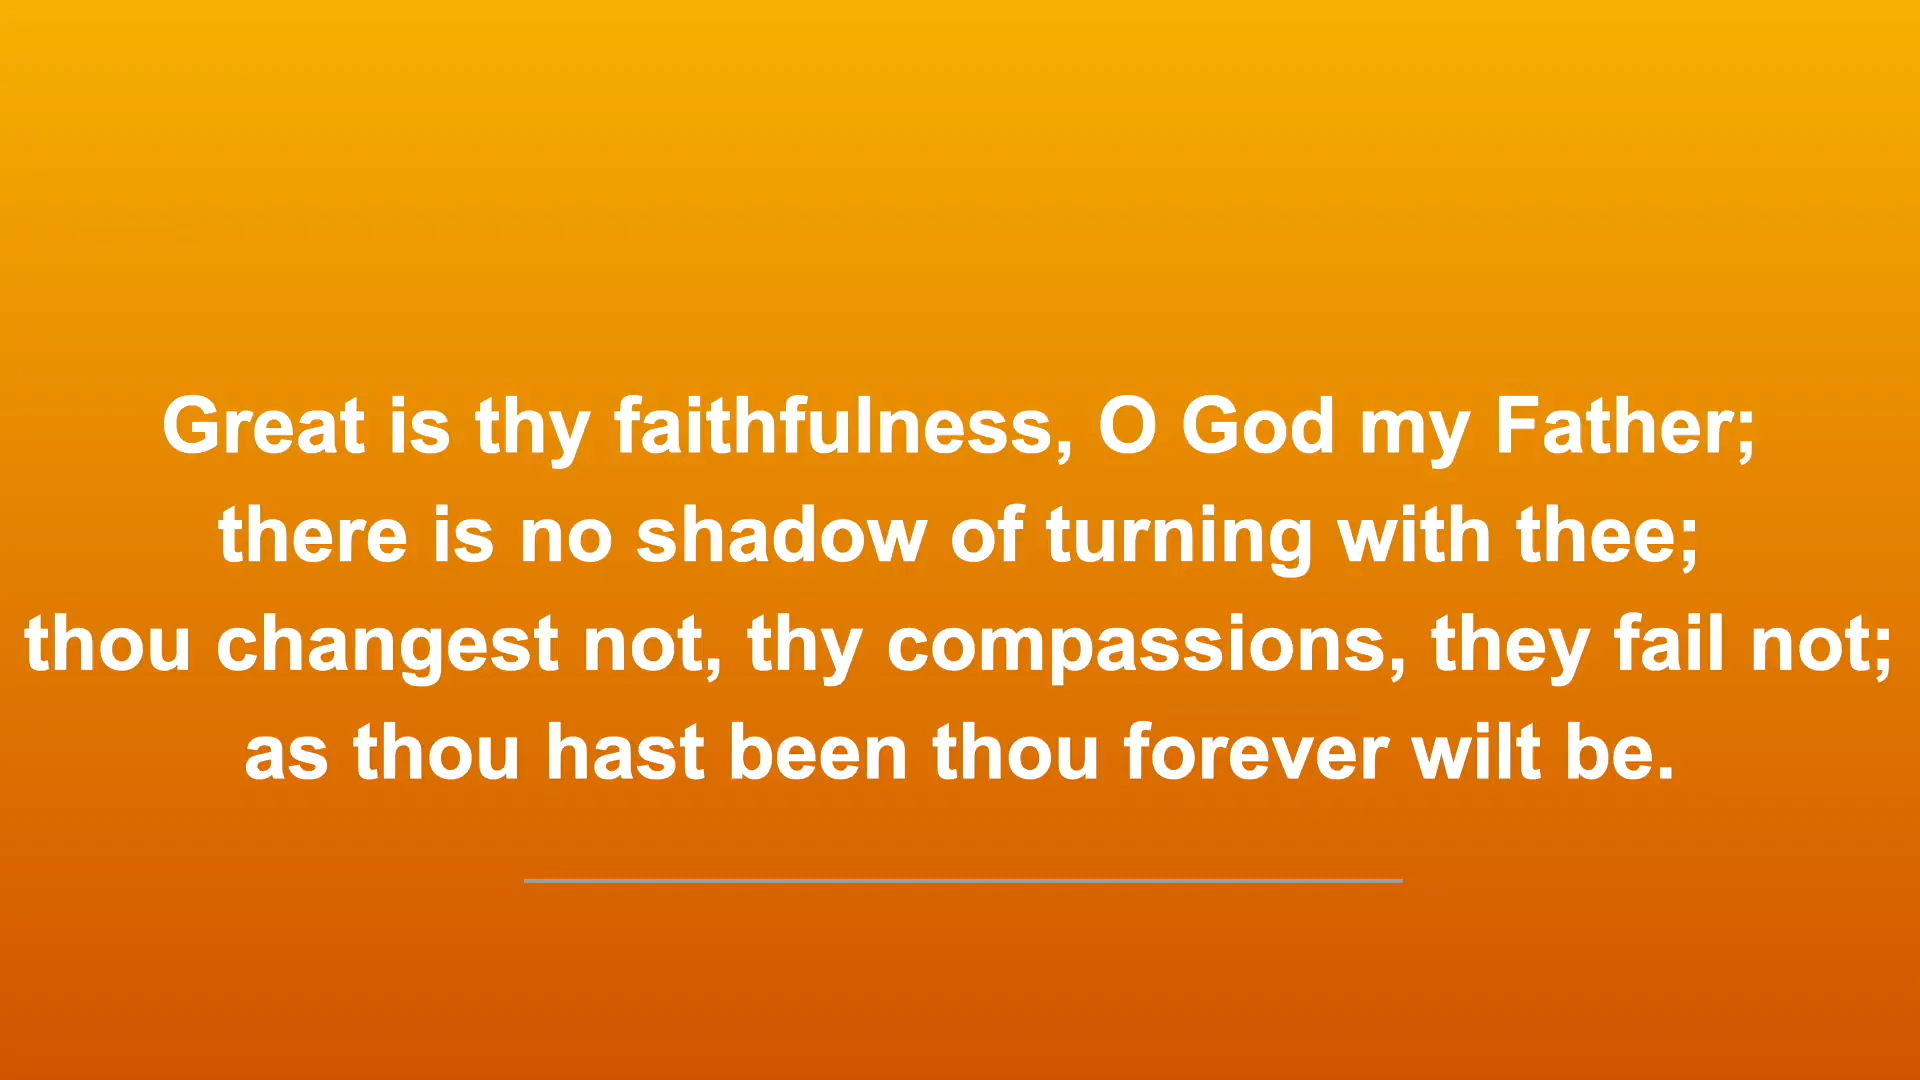 Great is thy faithfulness, O God my Father;
there is no shadow of turning with thee;
thou changest not, thy compassions, they fail not;
as thou hast been thou forever wilt be.